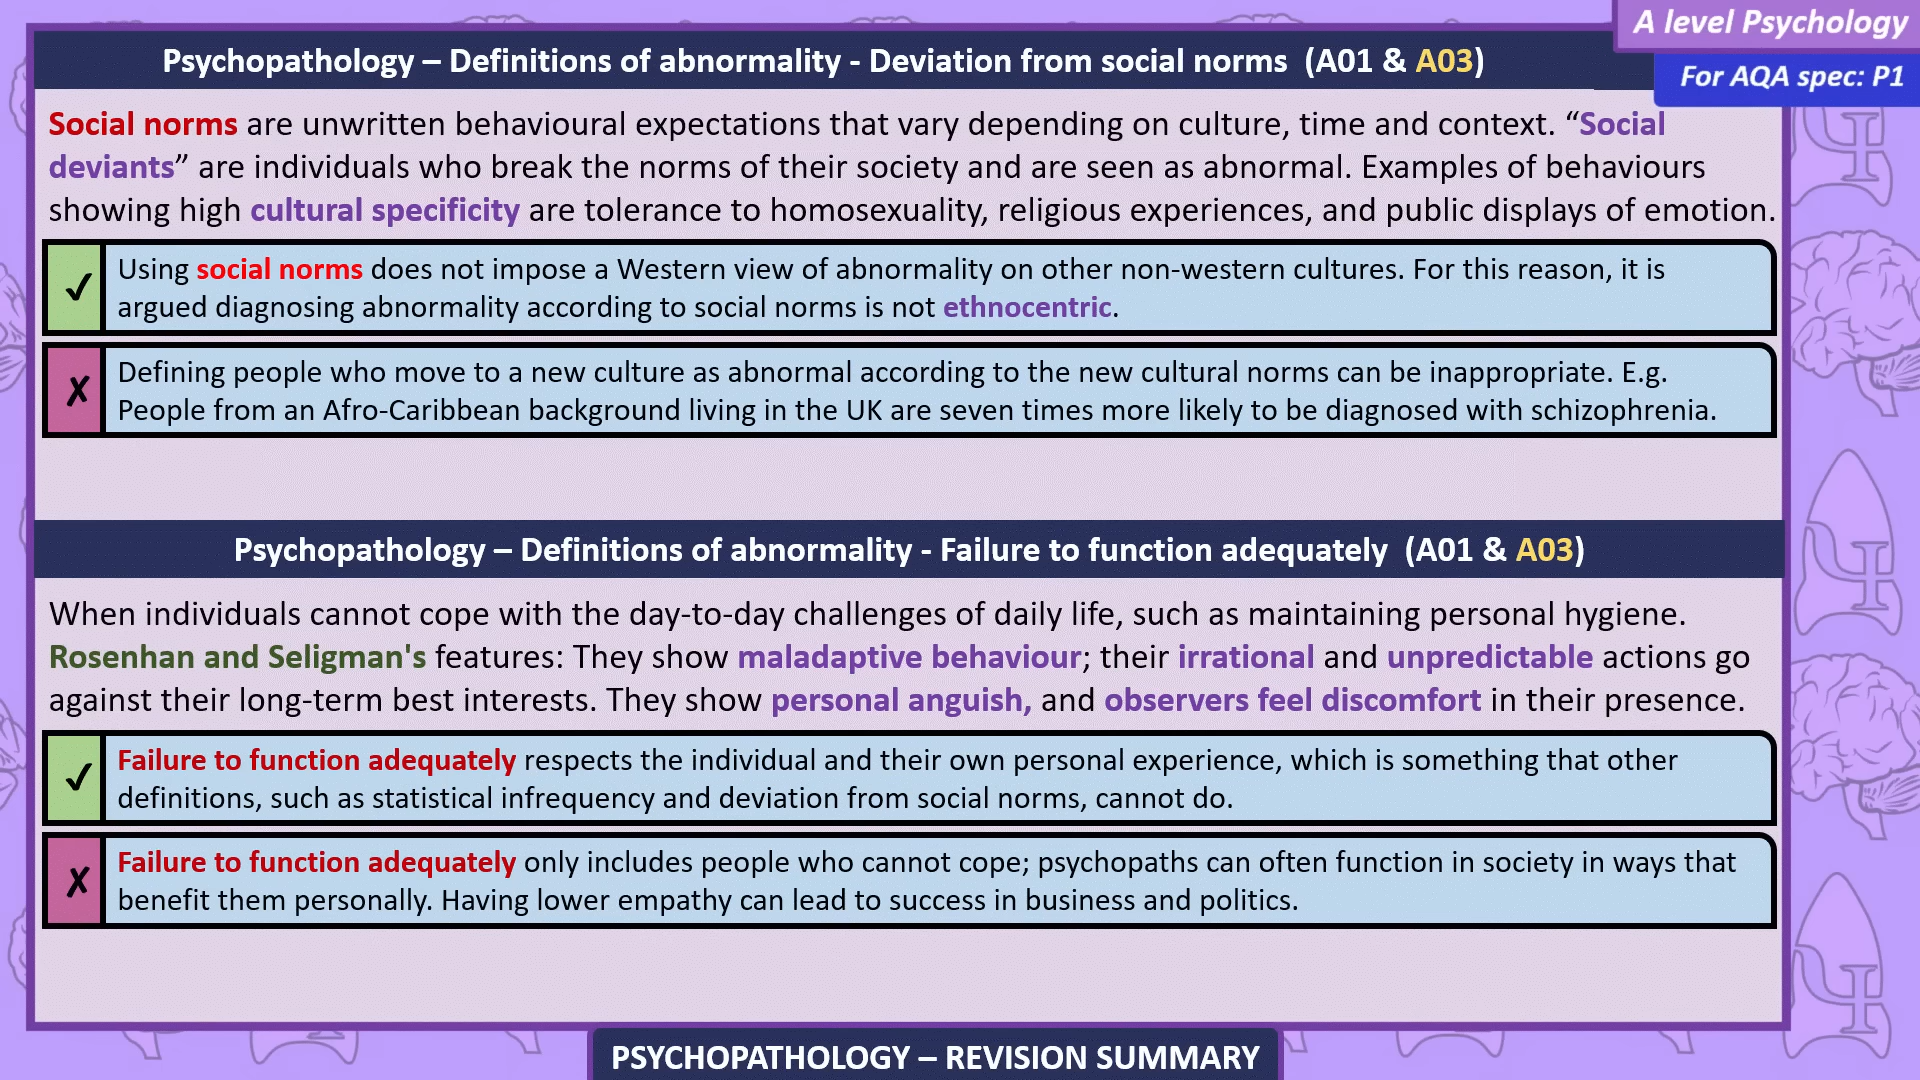 A level Psychology
For AQA spec: P1
Psychopathology – Definitions of abnormality - Deviation from social norms (A01 & A03)
Social norms are unwritten behavioural expectations that vary depending on culture, time and context. “Social
deviants” are individuals who break the norms of their society and are seen as abnormal. Examples of behaviours
showing high cultural specificity are tolerance to homosexuality, religious experiences, and public displays of emotion.
✓ Using social norms does not impose a Western view of abnormality on other non-western cultures. For this reason, it is
argued diagnosing abnormality according to social norms is not ethnocentric.
✗ Defining people who move to a new culture as abnormal according to the new cultural norms can be inappropriate. E.g.
People from an Afro-Caribbean background living in the UK are seven times more likely to be diagnosed with schizophrenia.
Psychopathology – Definitions of abnormality - Failure to function adequately (A01 & A03)
When individuals cannot cope with the day-to-day challenges of daily life, such as maintaining personal hygiene.
Rosenhan and Seligman's features: They show maladaptive behaviour; their irrational and unpredictable actions go
against their long-term best interests. They show personal anguish, and observers feel discomfort in their presence.
✓ Failure to function adequately respects the individual and their own personal experience, which is something that other
definitions, such as statistical infrequency and deviation from social norms, cannot do.
✗ Failure to function adequately only includes people who cannot cope; psychopaths can often function in society in ways that
benefit them personally. Having lower empathy can lead to success in business and politics.
PSYCHOPATHOLOGY – REVISION SUMMARY